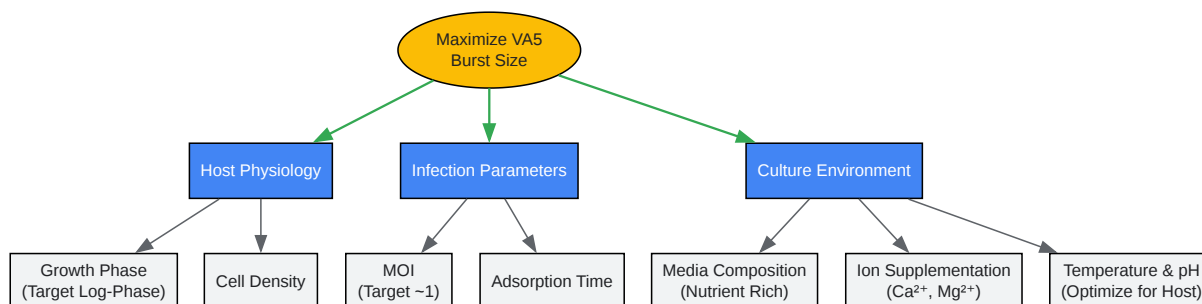 Maximize VA5
Burst Size
Host Physiology
Infection Parameters
Culture Environment
Growth Phase
(Target Log-Phase)
Cell Density
MOI
(Target ~1)
Adsorption Time
Media Composition
(Nutrient Rich)
Ion Supplementation
(Ca²⁺, Mg²⁺)
Temperature & pH
(Optimize for Host)